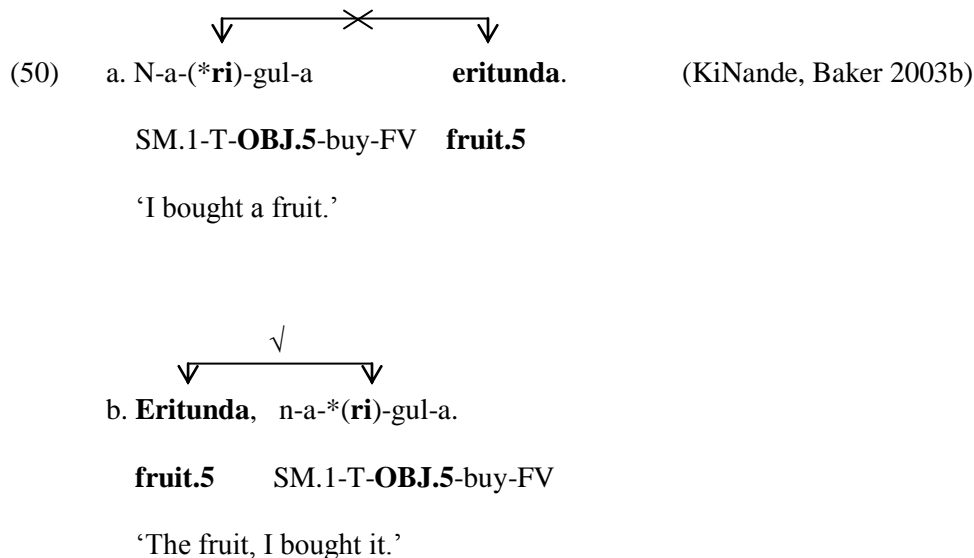 (50) a. N-a-(*ri)-gul-a eritunda. (KiNande, Baker 2003b)
SM.1-T-OBJ.5-buy-FV fruit.5
‘I bought a fruit.’
√
b. Eritunda, n-a-*(ri)-gul-a.
fruit.5 SM.1-T-OBJ.5-buy-FV
‘The fruit, I bought it.’